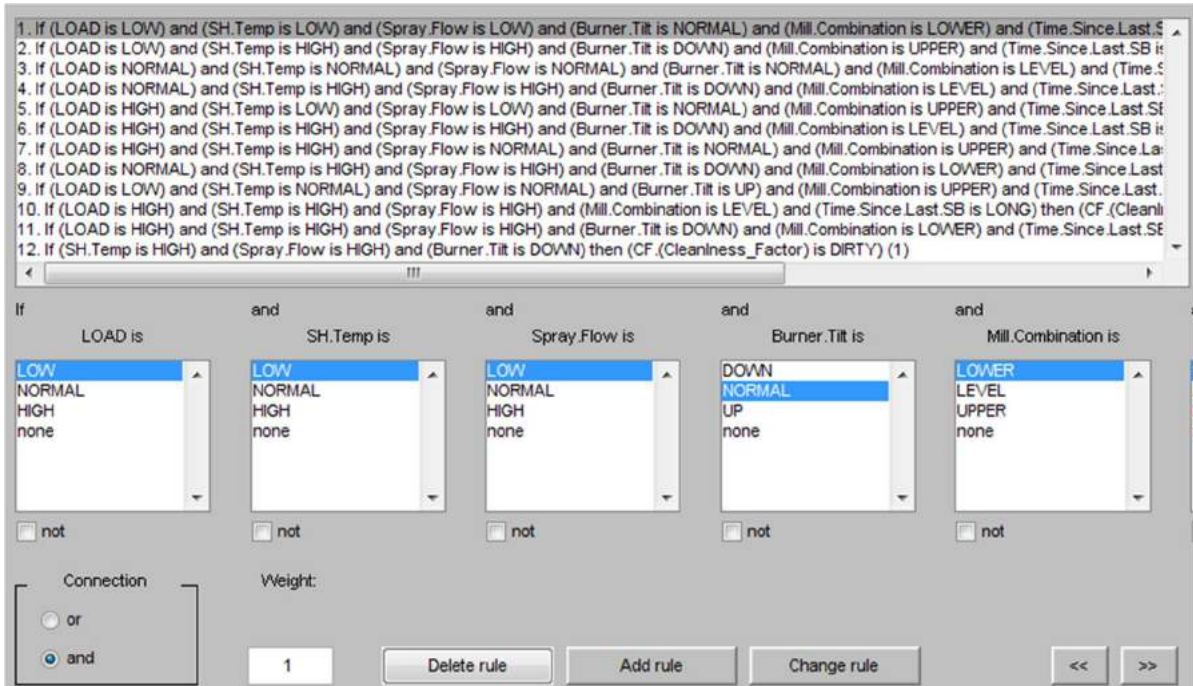 1. If (LOAD is LOW) and (SH.Temp is LOW) and (Spray.Flow is LOW) and (Burner.Tilt is NORMAL) and (Mill.Combination is LOWER) and (Time.Since.Last.S
2. If (LOAD is LOW) and (SH.Temp is HIGH) and (Spray.Flow is HIGH) and (Burner.Tilt is DOWN) and (Mill.Combination is UPPER) and (Time.Since.Last.SB is
3. If (LOAD is NORMAL) and (SH.Temp is NORMAL) and (Spray.Flow is NORMAL) and (Burner.Tilt is NORMAL) and (Mill.Combination is LEVEL) and (Time.S
4. If (LOAD is NORMAL) and (SH.Temp is HIGH) and (Spray.Flow is HIGH) and (Burner.Tilt is DOWN) and (Mill.Combination is LEVEL) and (Time.Since.Last.
5. If (LOAD is HIGH) and (SH.Temp is LOW) and (Spray.Flow is LOW) and (Burner.Tilt is NORMAL) and (Mill.Combination is UPPER) and (Time.Since.Last.SE
6. If (LOAD is HIGH) and (SH.Temp is HIGH) and (Spray.Flow is HIGH) and (Burner.Tilt is DOWN) and (Mill.Combination is LEVEL) and (Time.Since.Last.SB is
7. If (LOAD is HIGH) and (SH.Temp is HIGH) and (Spray.Flow is NORMAL) and (Burner.Tilt is NORMAL) and (Mill.Combination is UPPER) and (Time.Since.La
8. If (LOAD is NORMAL) and (SH.Temp is HIGH) and (Spray.Flow is HIGH) and (Burner.Tilt is DOWN) and (Mill.Combination is LOWER) and (Time.Since.Last
9. If (LOAD is LOW) and (SH.Temp is NORMAL) and (Spray.Flow is NORMAL) and (Burner.Tilt is UP) and (Mill.Combination is UPPER) and (Time.Since.Last.
10. If (LOAD is HIGH) and (SH.Temp is HIGH) and (Spray.Flow is HIGH) and (Mill.Combination is LEVEL) and (Time.Since.Last.SB is LONG) then (CF.(Cleanl
11. If (LOAD is HIGH) and (SH.Temp is HIGH) and (Spray.Flow is HIGH) and (Burner.Tilt is DOWN) and (Mill.Combination is LOWER) and (Time.Since.Last.SE
12. If (SH.Temp is HIGH) and (Spray.Flow is HIGH) and (Burner.Tilt is DOWN) then (CF.(Cleanlness_Factor) is DIRTY) (1)
If and and and and
LOAD is SH.Temp is Spray.Flow is Burner.Tilt is Mill.Combination is
LOW LOW LOW DOWN LOWER
NORMAL NORMAL NORMAL NORMAL LEVEL
HIGH HIGH HIGH UP UPPER
none none none none none
not not not not not
Connection Weight:
or
and 1 Delete rule Add rule Change rule << >>